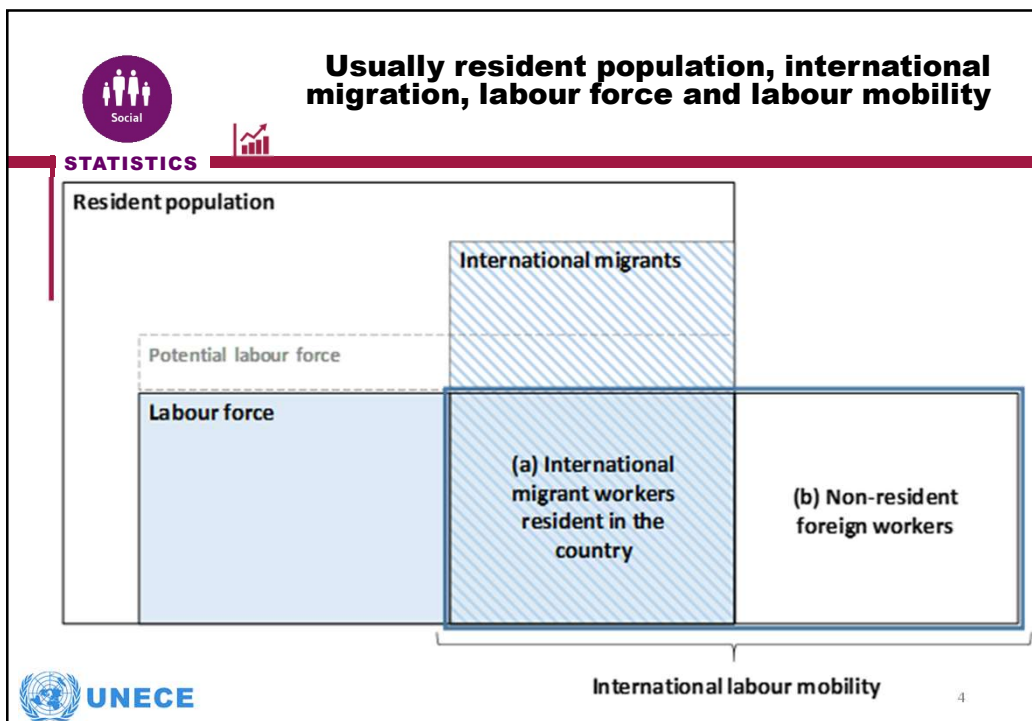 Usually resident population, international
migration, labour force and labour mobility
Social
STATISTICS
Resident population
International migrants
Potential labour force
Labour force
(a) International
migrant workers
resident in the
country
(b) Non-resident
foreign workers
International labour mobility
UNECE
4